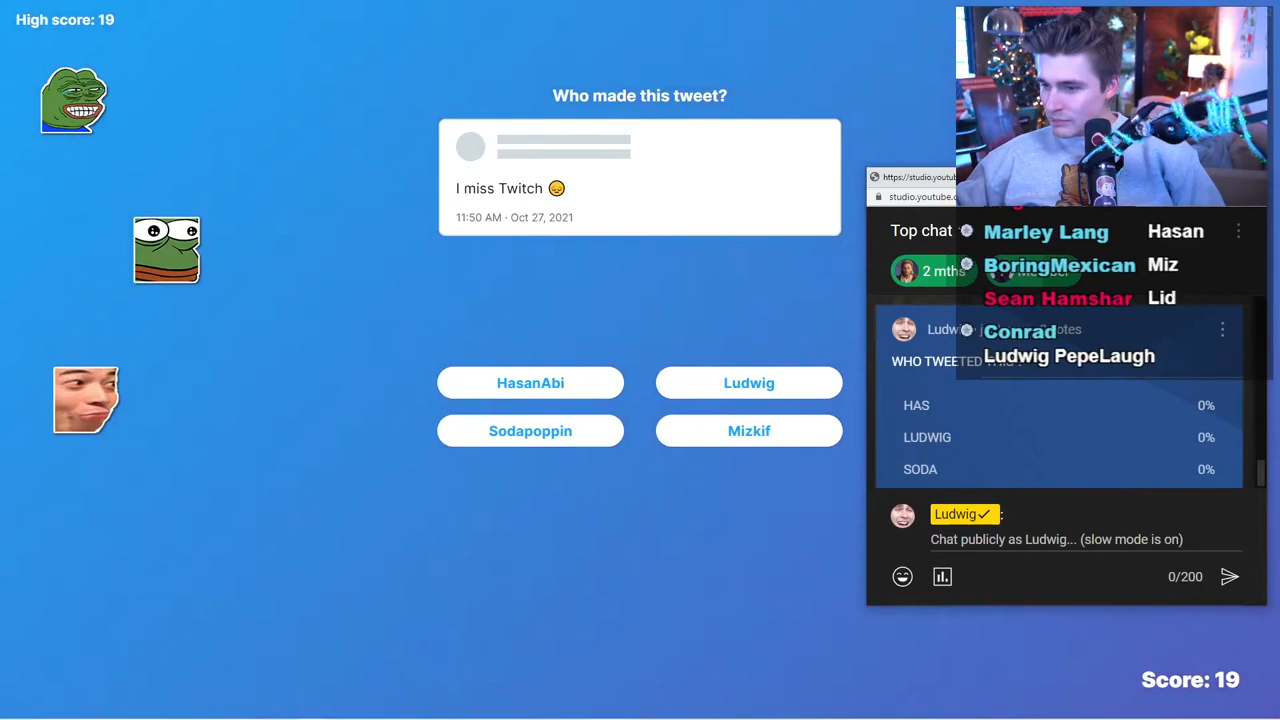 High score: 19
Who made this tweet?
I miss Twitch 😞
11:50 AM · Oct 27, 2021
HasanAbi
Ludwig
Sodapoppin
Mizkif
https://studio.youtu
studio.youtube.c
Top chat
Marley Lang Hasan
2 mths
BoringMexican Miz
Sean Hamshar Lid
Conrad
Ludwig PepeLaugh
WHO TWEETED
HAS 0%
LUDWIG 0%
SODA 0%
Ludwig
Chat publicly as Ludwig... (slow mode is on)
0/200
Score: 19